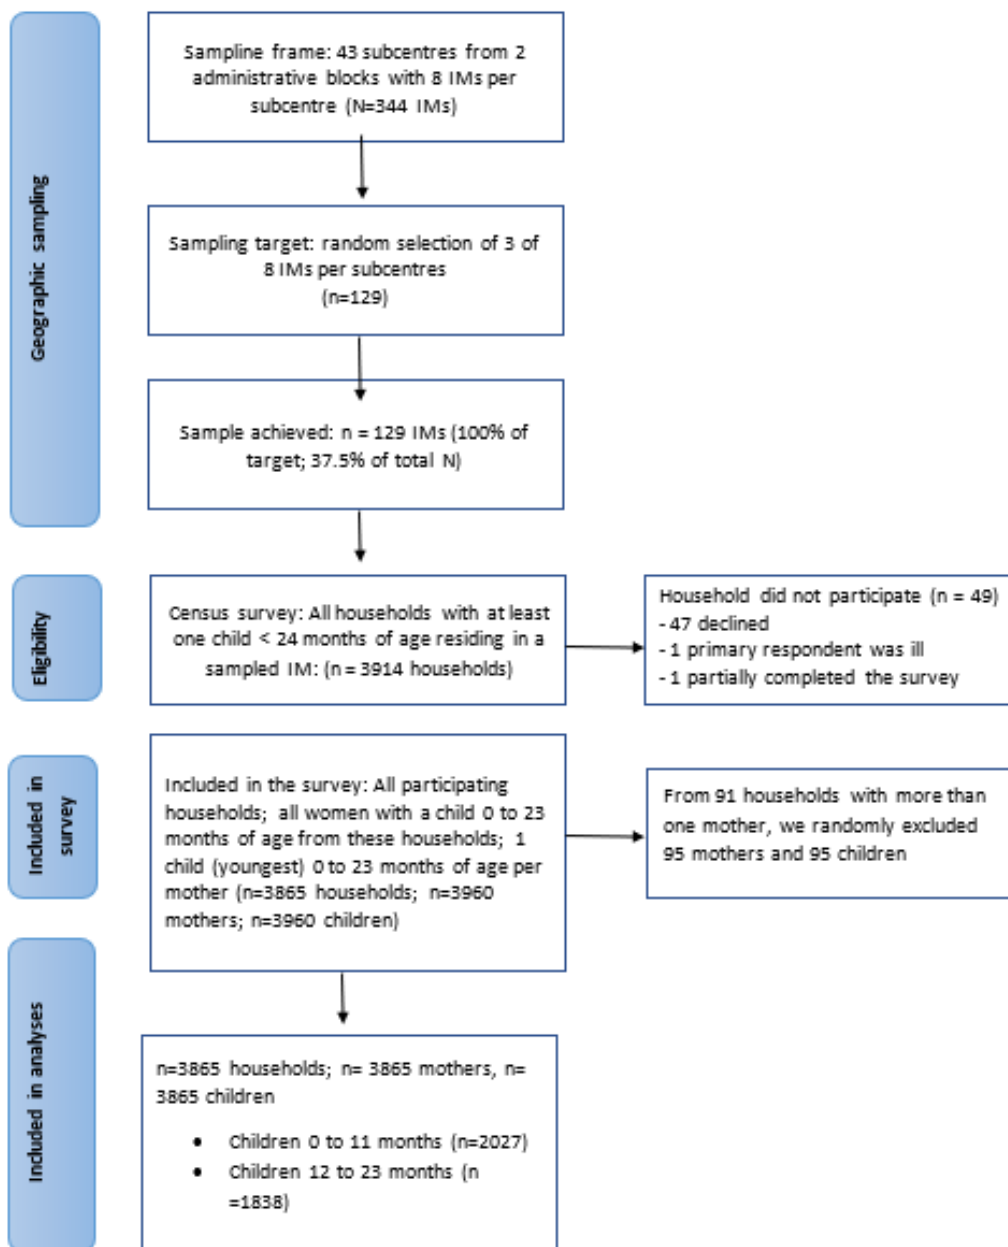 Geographic sampling
Sampline frame: 43 subcentres from 2
administrative blocks with 8 IMs per
subcentre (N=344 IMs)
Sampling target: random selection of 3 of
8 IMs per subcentres
(n=129)
Sample achieved: n = 129 IMs (100% of
target; 37.5% of total N)
Eligibility
Census survey: All households with at least
one child < 24 months of age residing in a
sampled IM: (n = 3914 households)
Household did not participate (n = 49)
- 47 declined
- 1 primary respondent was ill
- 1 partially completed the survey
Included in
survey
Included in the survey: All participating
households; all women with a child 0 to 23
months of age from these households; 1
child (youngest) 0 to 23 months of age per
mother (n=3865 households; n=3960
mothers; n=3960 children)
From 91 households with more than
one mother, we randomly excluded
95 mothers and 95 children
Included in analyses
n=3865 households; n= 3865 mothers, n=
3865 children
• Children 0 to 11 months (n=2027)
• Children 12 to 23 months (n
=1838)